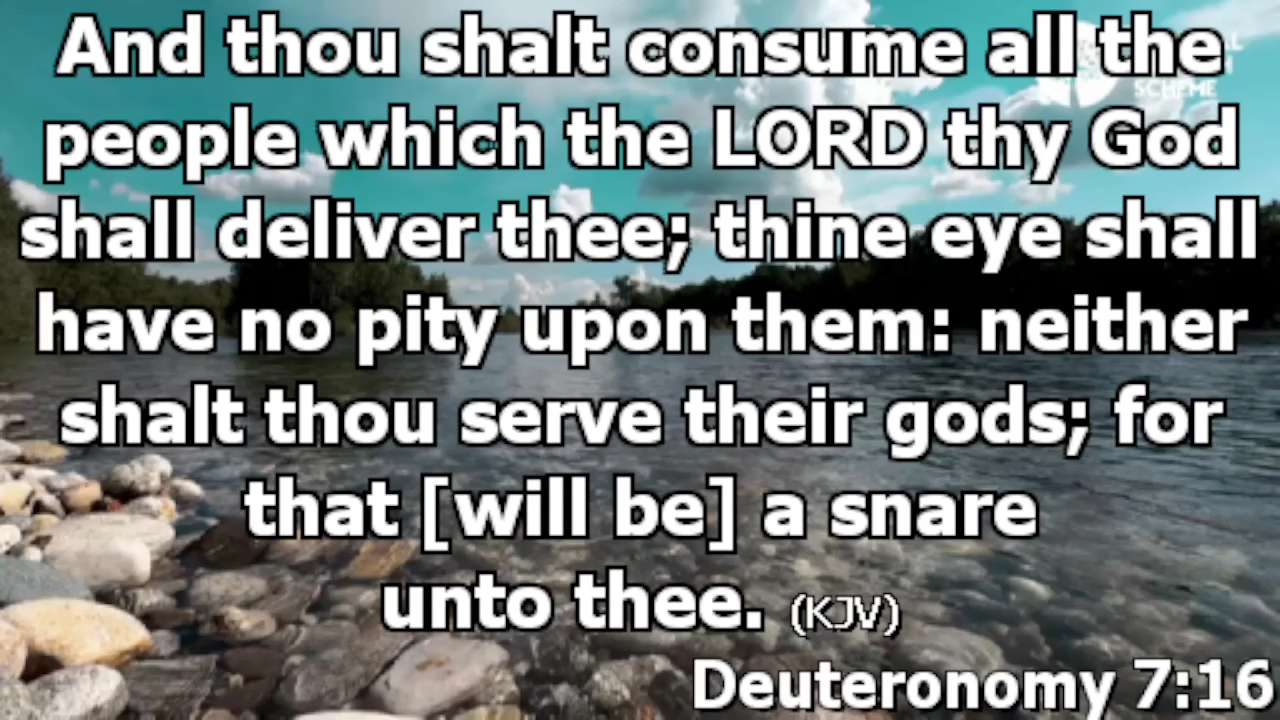 And thou shalt consume all the
people which the LORD thy God
shall deliver thee; thine eye shall
have no pity upon them: neither
shalt thou serve their gods; for
that [will be] a snare
unto thee. (KJV)
Deuteronomy 7:16
SCHEME